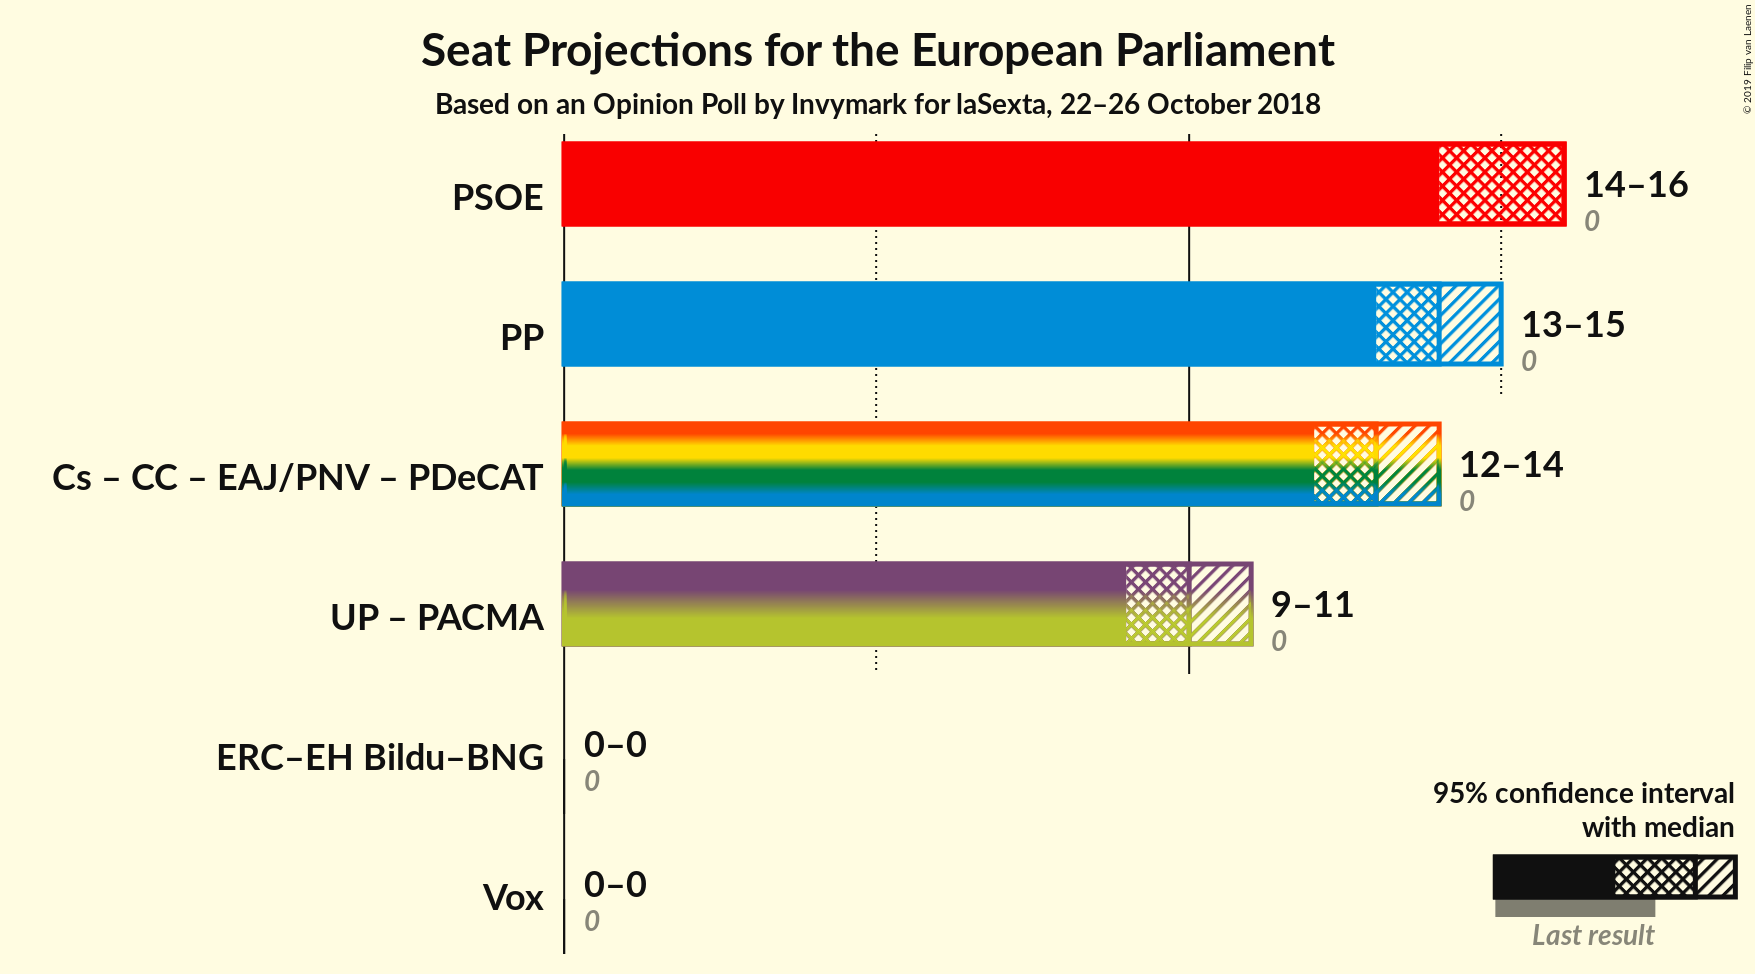 Seat Projections for the European Parliament
Based on an Opinion Poll by Invymark for laSexta, 22–26 October 2018
© 2019 Filip van Laenen
PSOE
14–16
0
PP
13–15
0
Cs – CC – EAJ/PNV – PDeCAT
12–14
0
UP – PACMA
9–11
0
ERC–EH Bildu–BNG
0–0
0
Vox
0–0
0
95% confidence interval
with median
Last result